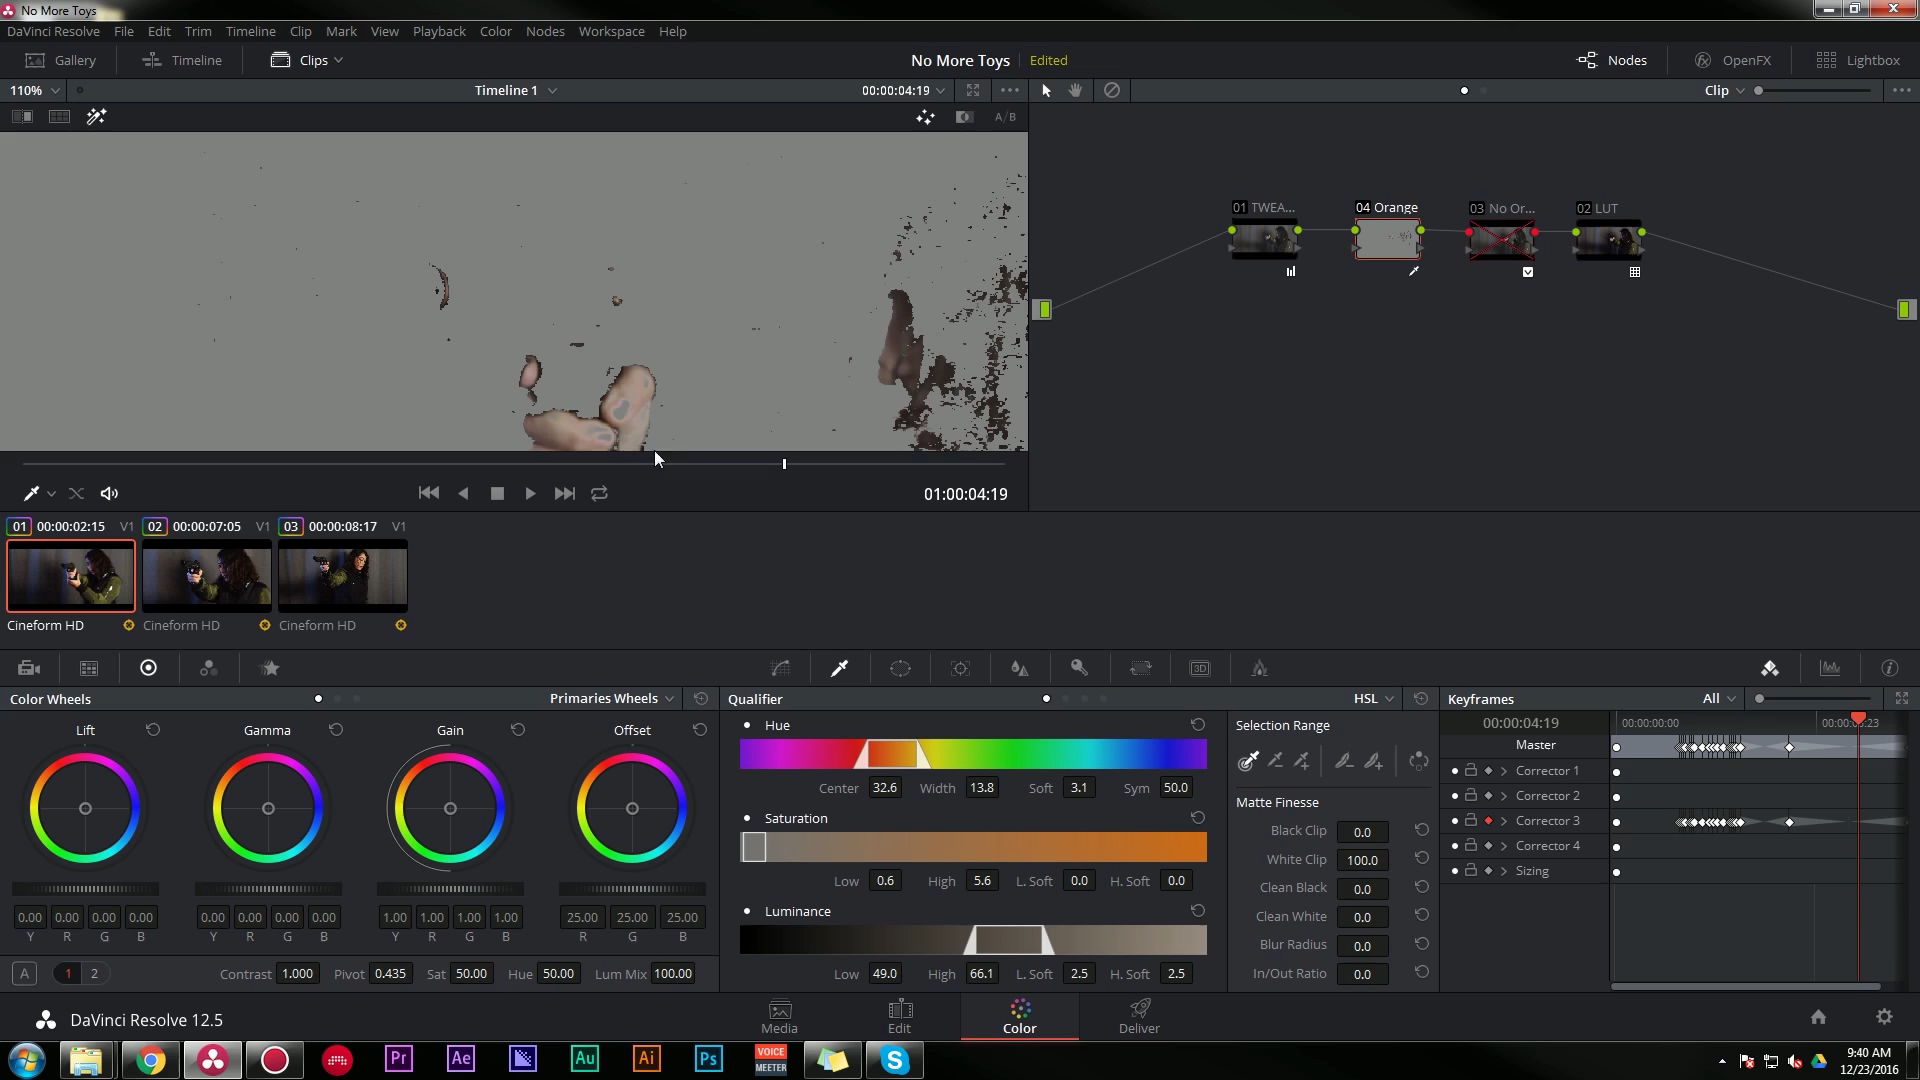 No More Toys
DaVinci Resolve File Edit Trim Timeline Clip Mark View Playback Color Nodes Workspace Help
Gallery Timeline Clips No More Toys Edited Nodes OpenFX Lightbox
110% Timeline 1 00:00:04:19 Clip
A/B
01 TWEA... 04 Orange 03 No Or... 02 LUT
01:00:04:19
01 00:00:02:15 V1 02 00:00:07:05 V1 03 00:00:08:17 V1
Cineform HD Cineform HD Cineform HD
3D
Color Wheels Primaries Wheels Qualifier HSL Keyframes All
Lift Gamma Gain Offset
0.00 0.00 0.00 0.00 0.00 0.00 0.00 0.00 1.00 1.00 1.00 1.00 25.00 25.00 25.00
Y R G B Y R G B Y R G B R G B
A 1 2 Contrast 1.000 Pivot 0.435 Sat 50.00 Hue 50.00 Lum Mix 100.00
Hue
Center 32.6 Width 13.8 Soft 3.1 Sym 50.0
Saturation
Low 0.6 High 5.6 L. Soft 0.0 H. Soft 0.0
Luminance
Low 49.0 High 66.1 L. Soft 2.5 H. Soft 2.5
Selection Range
Matte Finesse
Black Clip 0.0
White Clip 100.0
Clean Black 0.0
Clean White 0.0
Blur Radius 0.0
In/Out Ratio 0.0
00:00:04:19 00:00:00:00
Master
Corrector 1
Corrector 2
Corrector 3
Corrector 4
Sizing
DaVinci Resolve 12.5 Media Edit Color Deliver
Pr Ae Au Ai Ps VOICE MEETER S
9:40 AM
12/23/2016